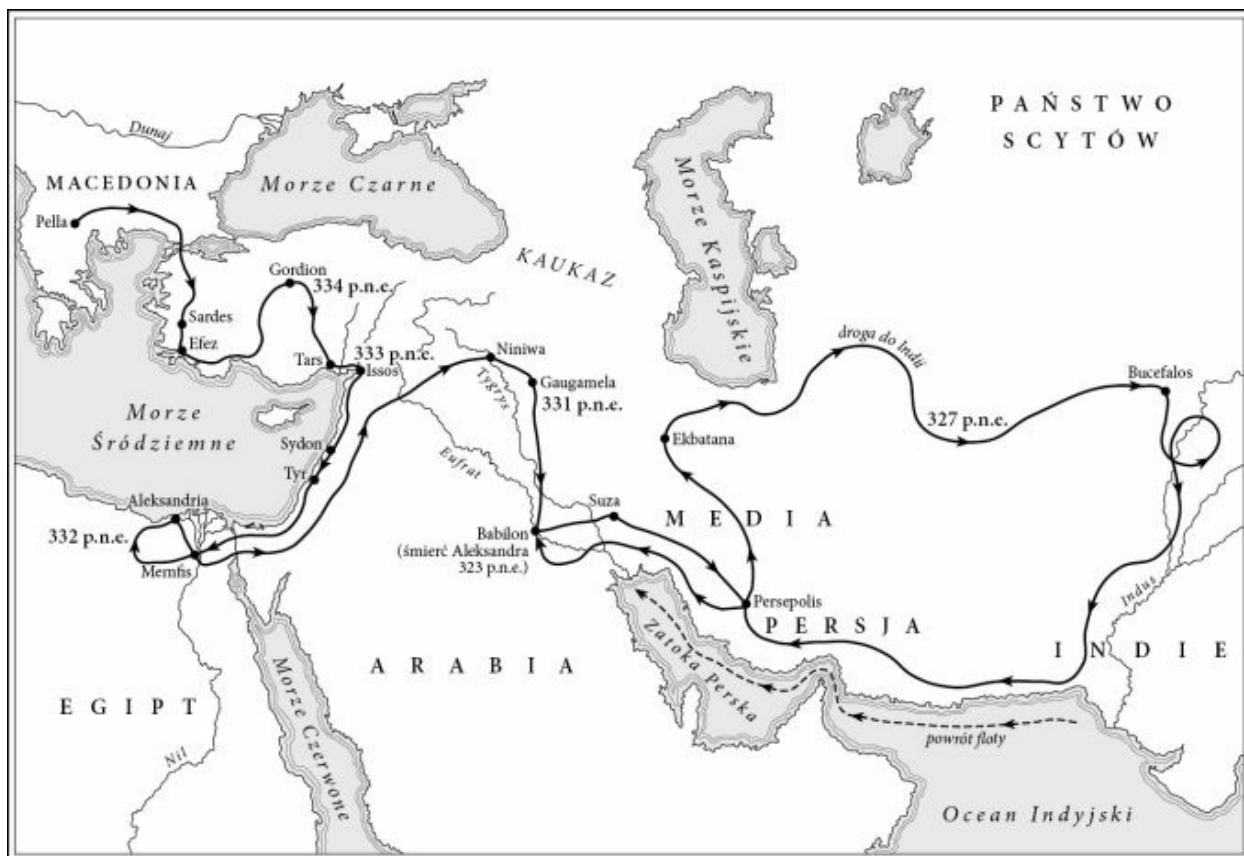 PAŃSTWO
SCYTÓW
Dunaj
MACEDONIA
Morze Czarne
Morze Kaspijskie
Pella
KAUKAZ
Gordion
334 p.n.e.
Sardes
Efez
Tars
333 p.n.e.
Issos
Niniwa
Tygrys
Gaugamela
331 p.n.e.
droga do Indii
Bucefalos
327 p.n.e.
Morze
Śródziemne
Ekbatana
Sydon
Tyr
Eufrat
Aleksandria
332 p.n.e.
Memfis
Suza
MEDIA
Babilon
(śmierć Aleksandra
323 p.n.e.)
Persepolis
Indus
PERSJA
INDIE
Zatoka Perska
ARABIA
EGIPT
Morze Czerwone
Nil
powrót floty
Ocean Indyjski